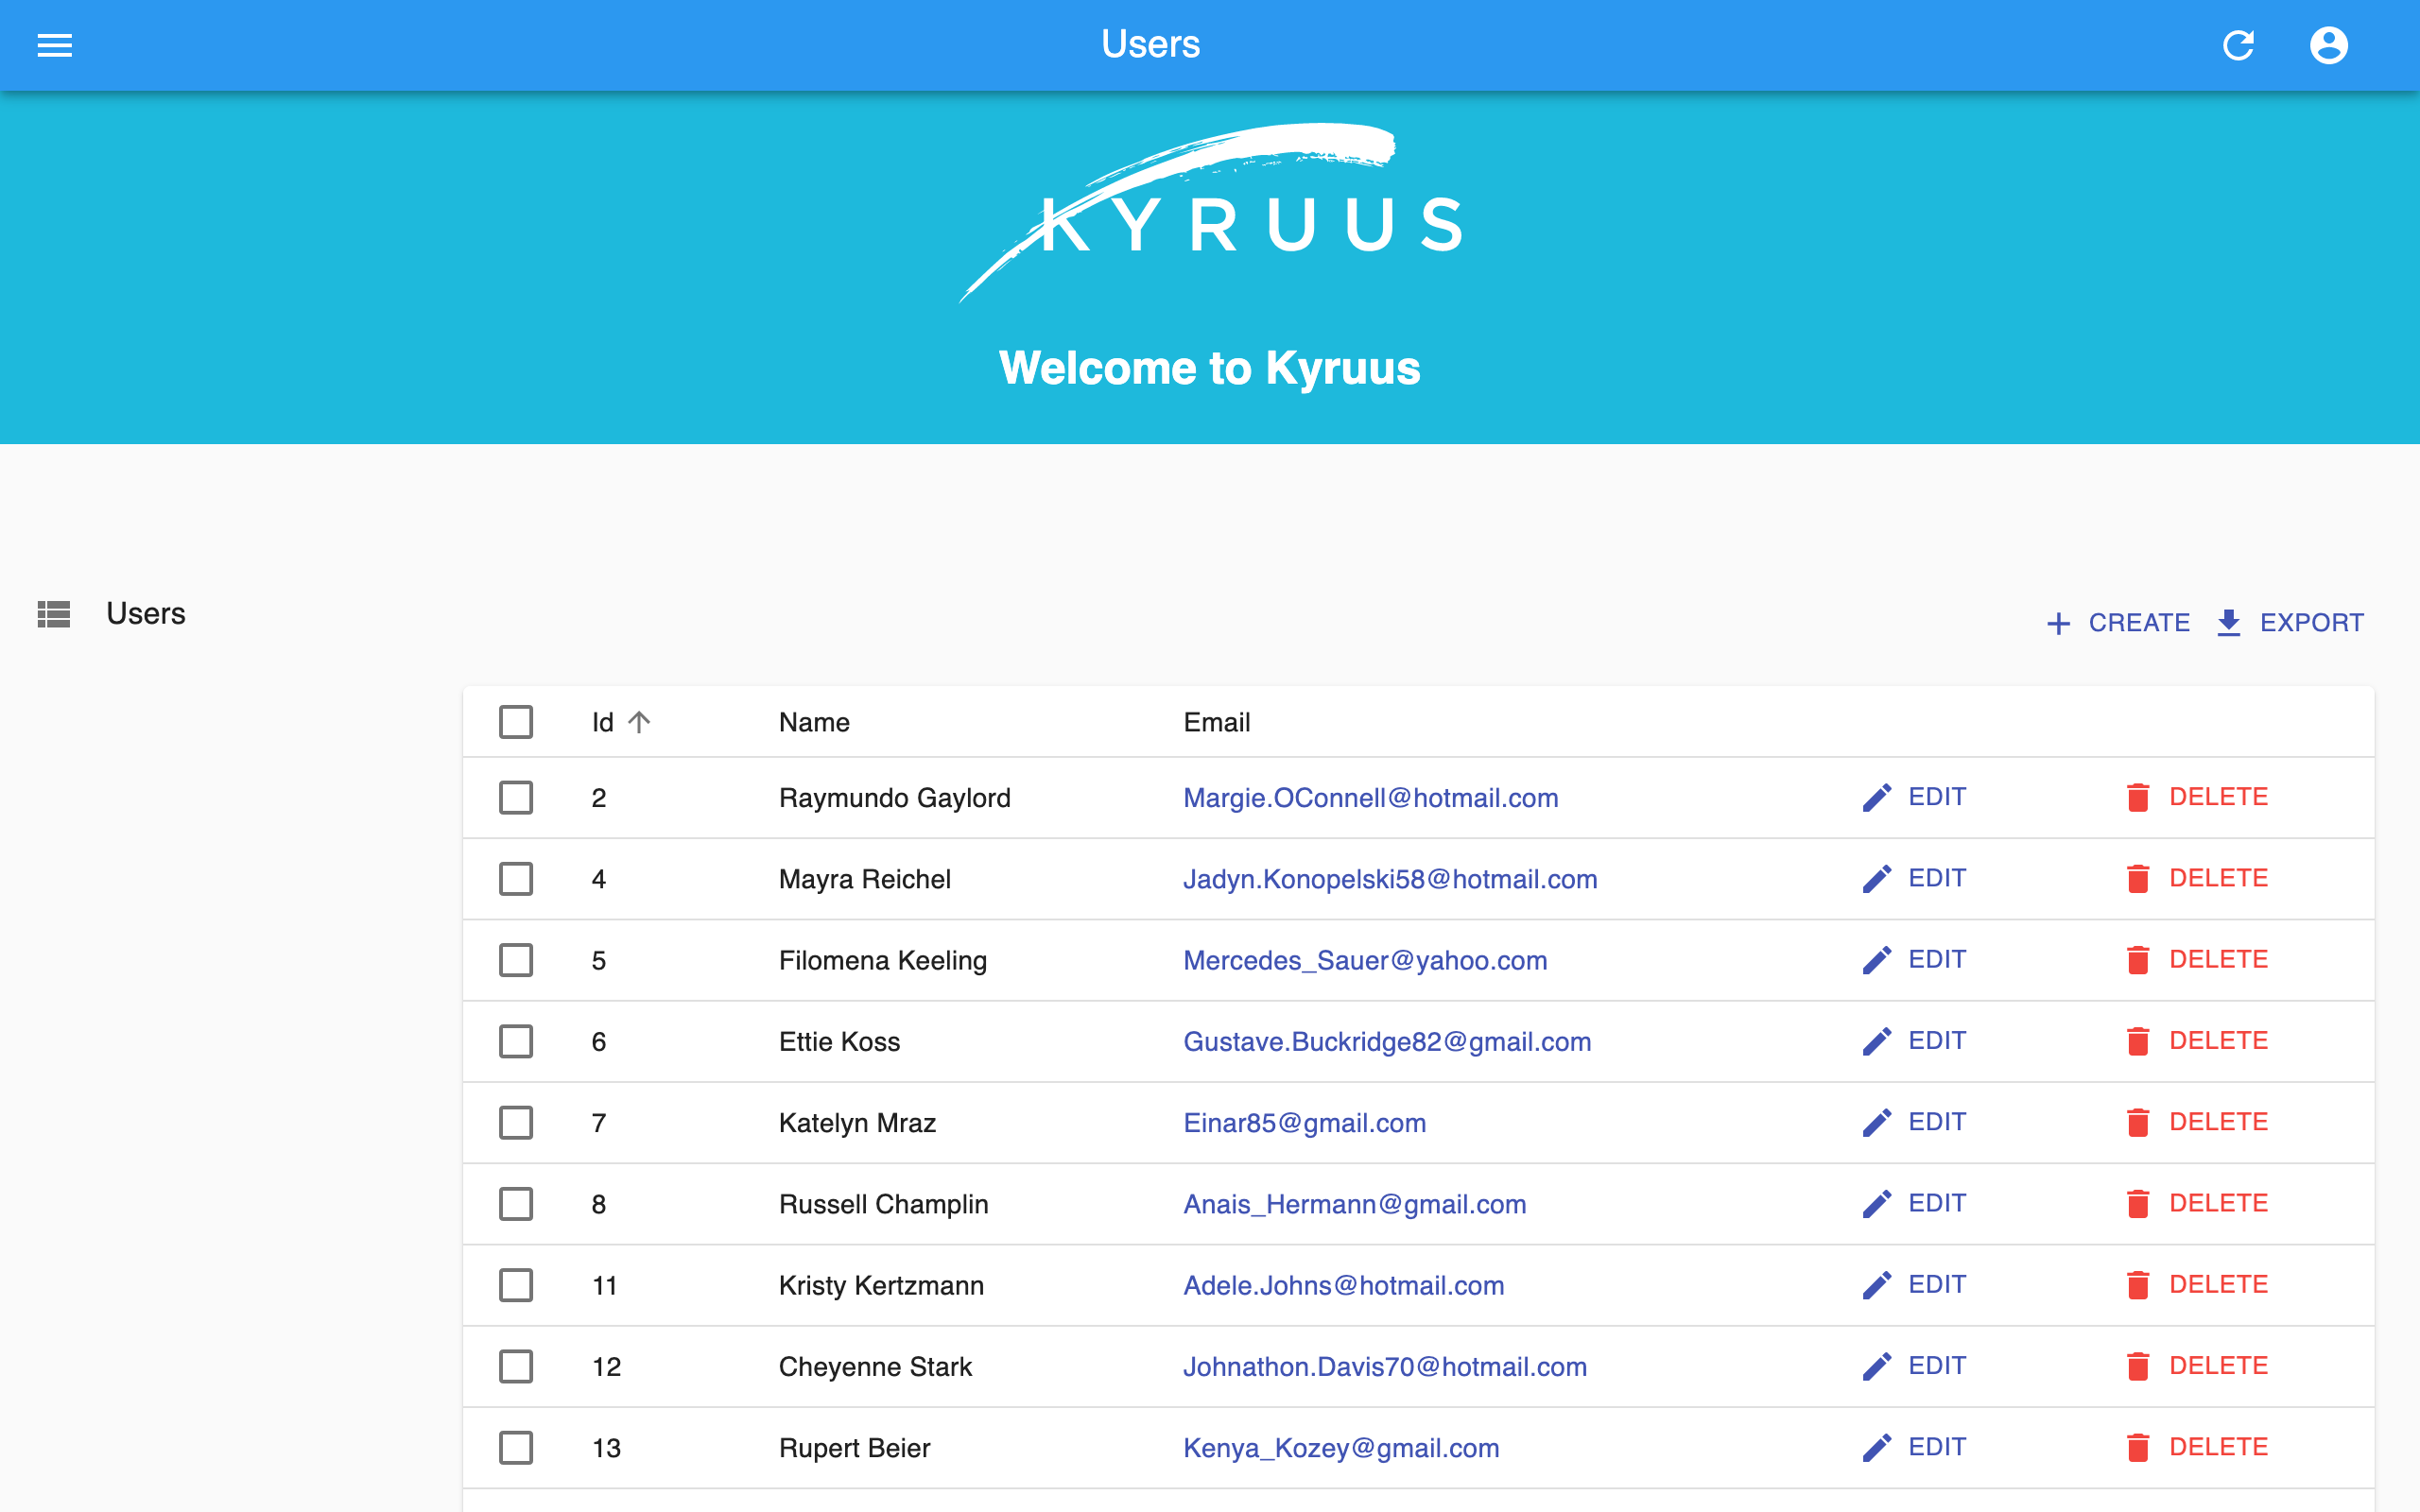 Users
KYRUUS
Welcome to Kyruus
Users
CREATE EXPORT
Id Name Email
2 Raymundo Gaylord Margie.OConnell@hotmail.com EDIT DELETE
4 Mayra Reichel Jadyn.Konopelski58@hotmail.com EDIT DELETE
5 Filomena Keeling Mercedes_Sauer@yahoo.com EDIT DELETE
6 Ettie Koss Gustave.Buckridge82@gmail.com EDIT DELETE
7 Katelyn Mraz Einar85@gmail.com EDIT DELETE
8 Russell Champlin Anais_Hermann@gmail.com EDIT DELETE
11 Kristy Kertzmann Adele.Johns@hotmail.com EDIT DELETE
12 Cheyenne Stark Johnathon.Davis70@hotmail.com EDIT DELETE
13 Rupert Beier Kenya_Kozey@gmail.com EDIT DELETE